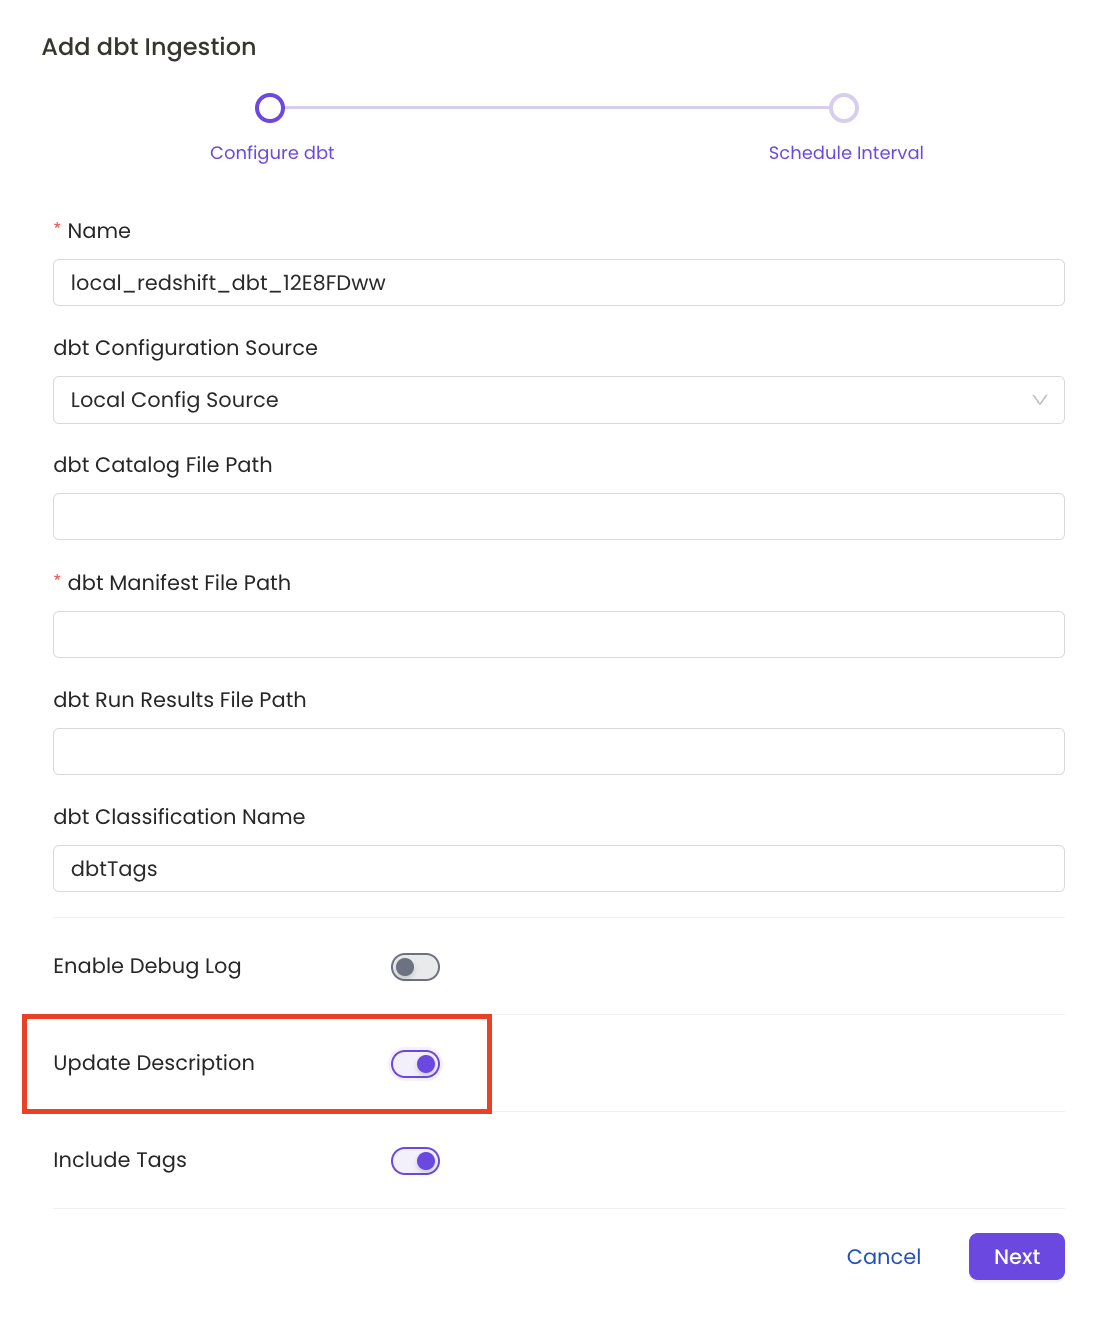 Add dbt Ingestion
Configure dbt
Schedule Interval
* Name
local_redshift_dbt_12E8FDww
dbt Configuration Source
Local Config Source
dbt Catalog File Path
* dbt Manifest File Path
dbt Run Results File Path
dbt Classification Name
dbtTags
Enable Debug Log
Update Description
Include Tags
Cancel
Next